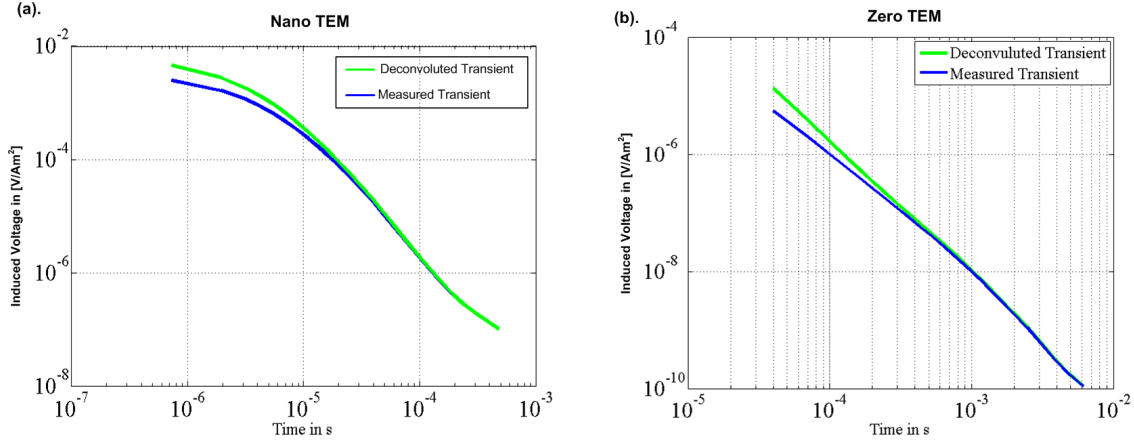 (a).
Nano TEM
Induced Voltage in [V/Am²]
10⁻²
10⁻⁴
10⁻⁶
10⁻⁸
Deconvoluted Transient
Measured Transient
10⁻⁷
10⁻⁶
10⁻⁵
10⁻⁴
10⁻³
Time in s
(b).
Zero TEM
Induced Voltage in [V/Am²]
10⁻⁴
10⁻⁶
10⁻⁸
10⁻¹⁰
Deconvuluted Transient
Measured Transient
10⁻⁵
10⁻⁴
10⁻³
10⁻²
Time in s